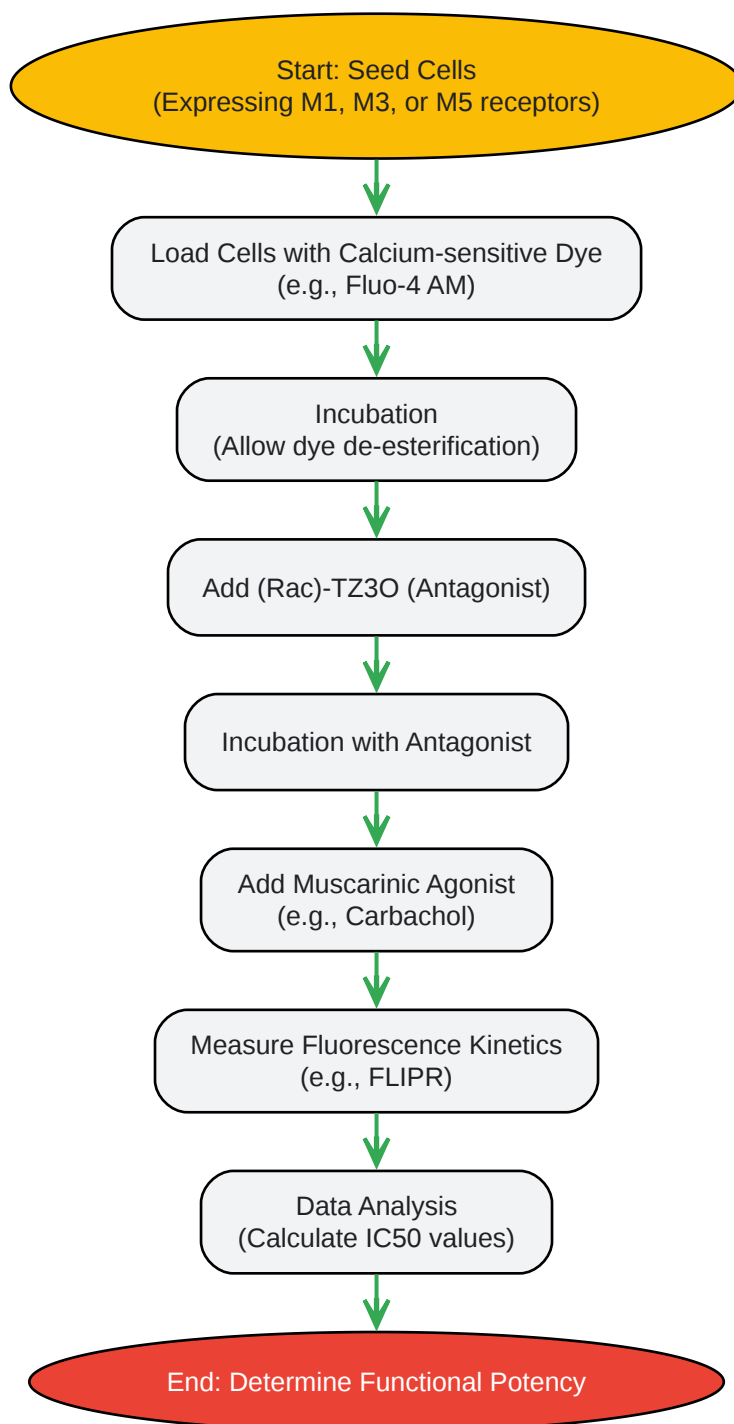 Start: Seed Cells
(Expressing M1, M3, or M5 receptors)
Load Cells with Calcium-sensitive Dye
(e.g., Fluo-4 AM)
Incubation
(Allow dye de-esterification)
Add (Rac)-TZ3O (Antagonist)
Incubation with Antagonist
Add Muscarinic Agonist
(e.g., Carbachol)
Measure Fluorescence Kinetics
(e.g., FLIPR)
Data Analysis
(Calculate IC50 values)
End: Determine Functional Potency